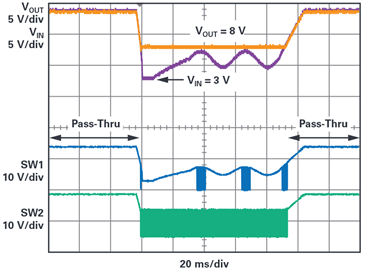 VOUT
5 V/div
VIN
5 V/div
VOUT = 8 V
VIN = 3 V
Pass-Thru
Pass-Thru
SW1
10 V/div
SW2
10 V/div
20 ms/div